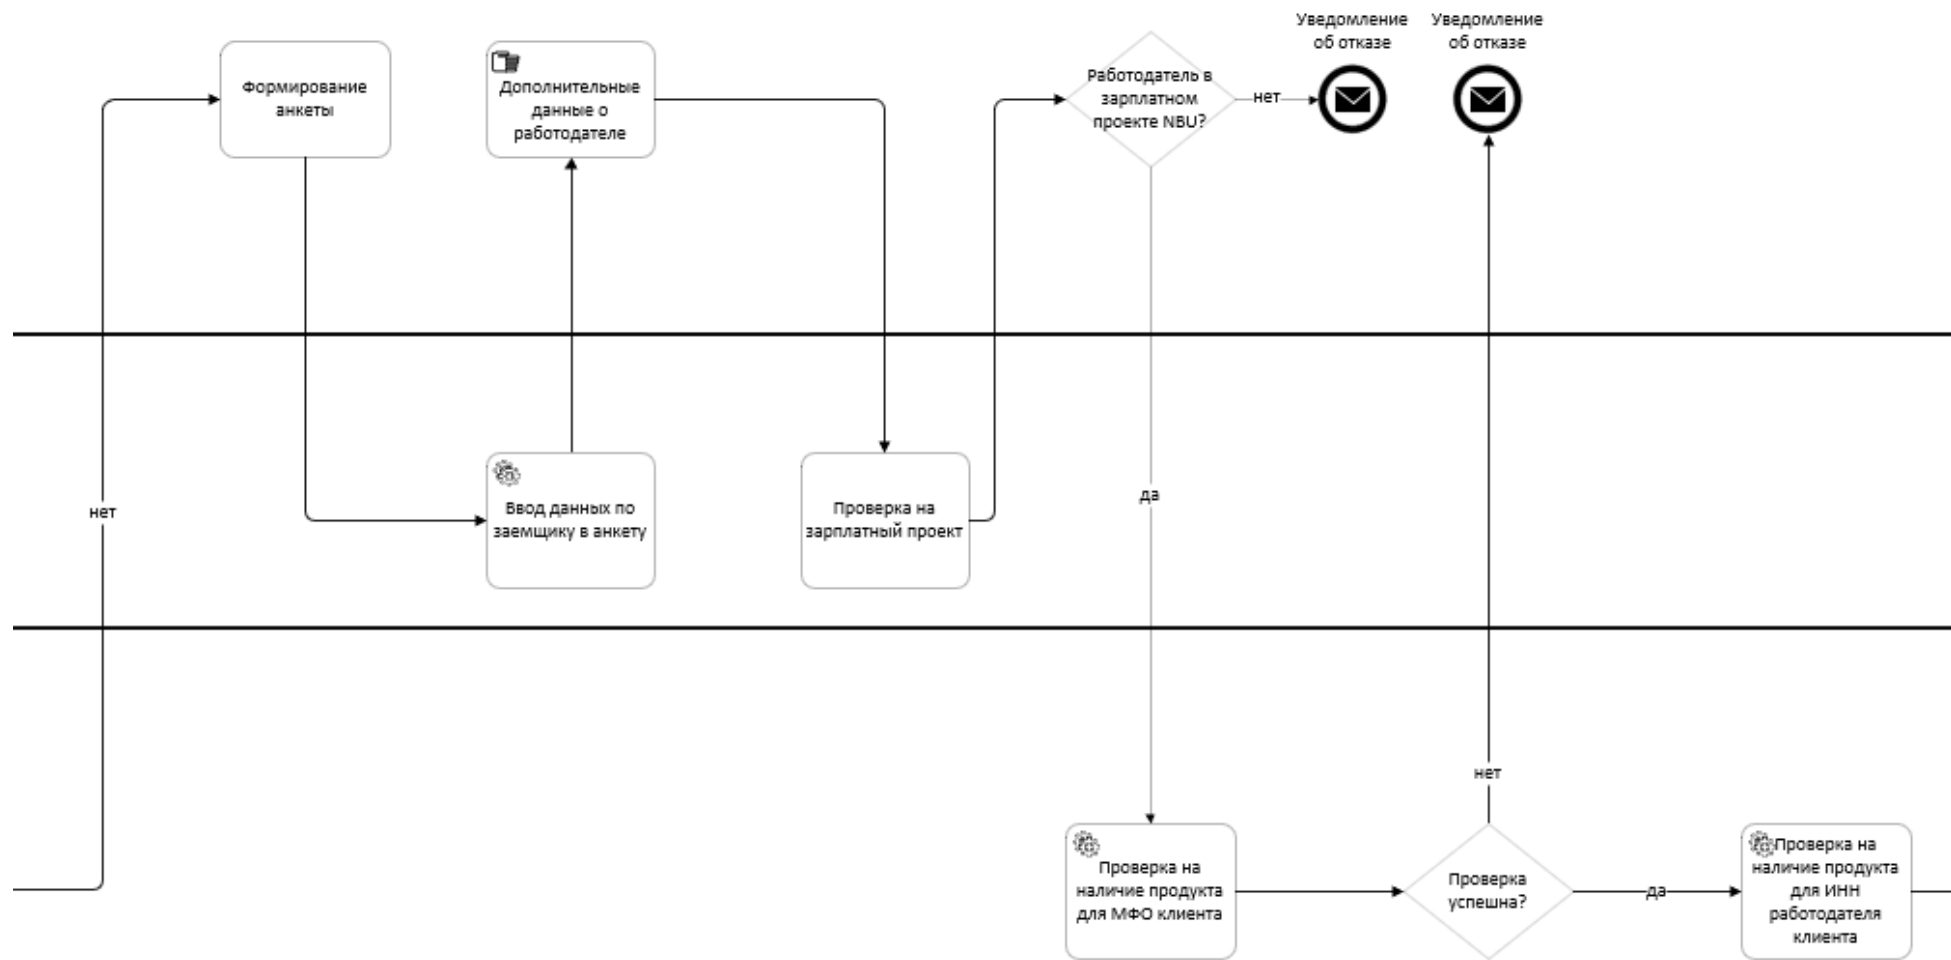 Уведомление
об отказе
Уведомление
об отказе
Формирование
анкеты
Дополнительные
данные о
работодателе
Работодатель в
зарплатном
проекте NBU?
нет
нет
Ввод данных по
заемщику в анкету
Проверка на
зарплатный проект
да
нет
Проверка на
наличие продукта
для МФО клиента
Проверка
успешна?
да
Проверка на
наличие продукта
для ИНН
работодателя
клиента